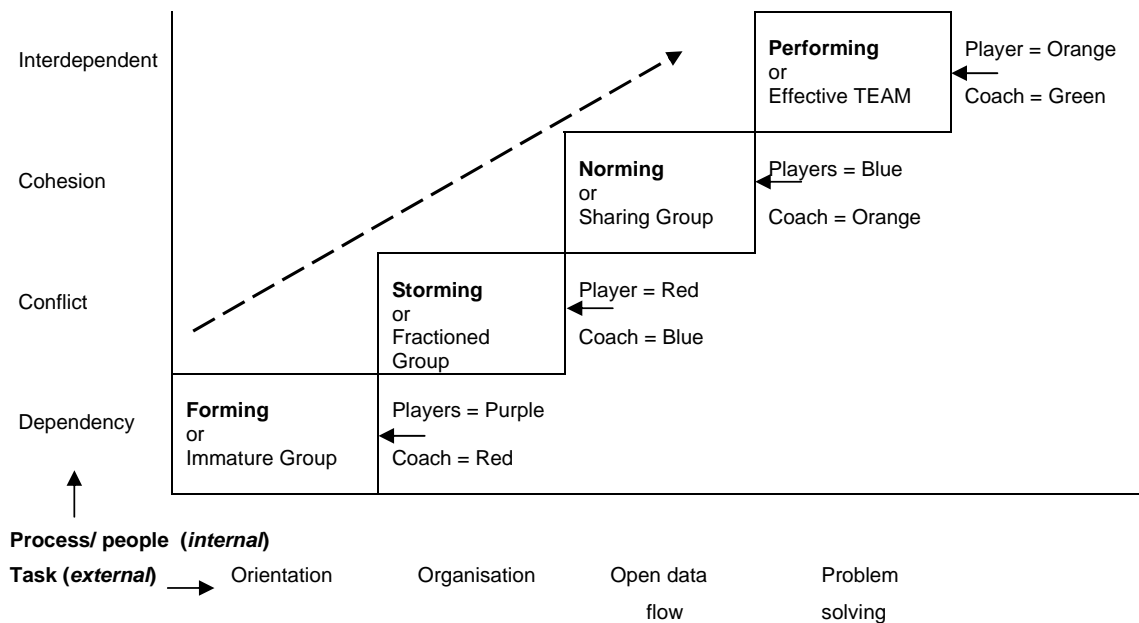 Interdependent
Performing
or
Effective TEAM
Player = Orange
Coach = Green
Cohesion
Norming
or
Sharing Group
Players = Blue
Coach = Orange
Conflict
Storming
or
Fractioned
Group
Player = Red
Coach = Blue
Dependency
Forming
or
Immature Group
Players = Purple
Coach = Red
Process/ people (internal)
Task (external)
Orientation
Organisation
Open data
flow
Problem
solving